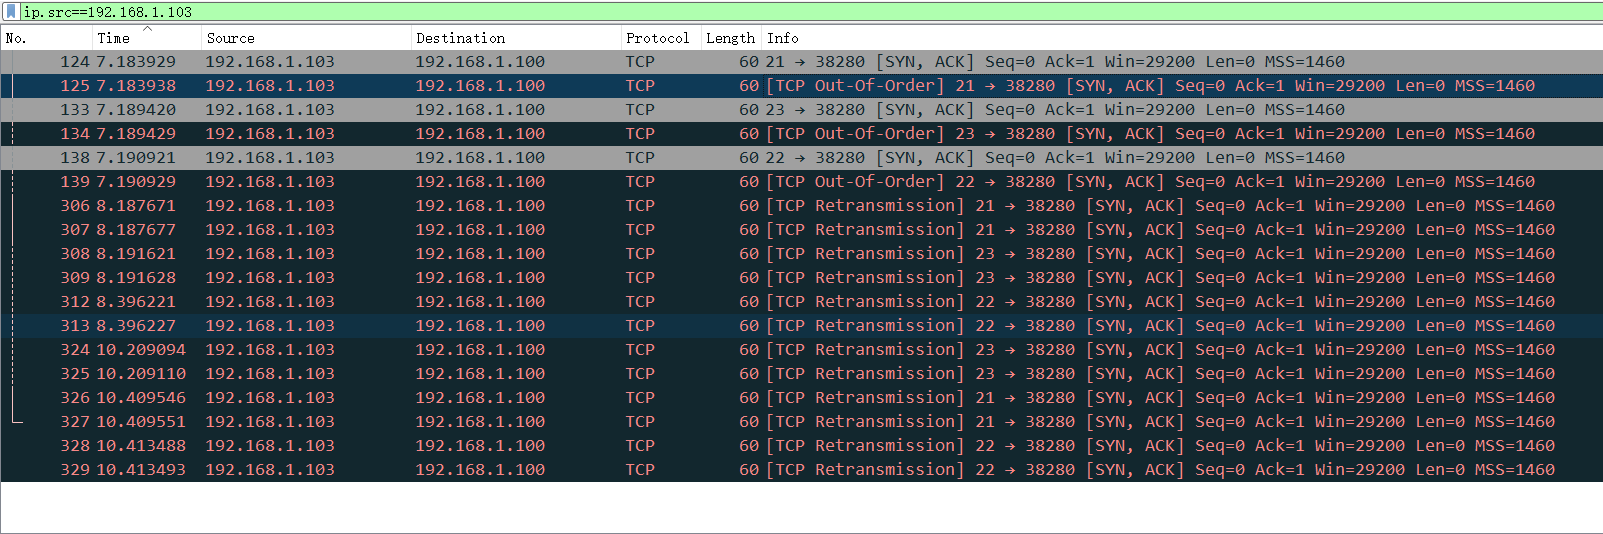 ip.src==192.168.1.103
No. Time Source Destination Protocol Length Info
124 7.183929 192.168.1.103 192.168.1.100 TCP 60 21 → 38280 [SYN, ACK] Seq=0 Ack=1 Win=29200 Len=0 MSS=1460
125 7.183938 192.168.1.103 192.168.1.100 TCP 60 [TCP Out-Of-Order] 21 → 38280 [SYN, ACK] Seq=0 Ack=1 Win=29200 Len=0 MSS=1460
133 7.189420 192.168.1.103 192.168.1.100 TCP 60 23 → 38280 [SYN, ACK] Seq=0 Ack=1 Win=29200 Len=0 MSS=1460
134 7.189429 192.168.1.103 192.168.1.100 TCP 60 [TCP Out-Of-Order] 23 → 38280 [SYN, ACK] Seq=0 Ack=1 Win=29200 Len=0 MSS=1460
138 7.190921 192.168.1.103 192.168.1.100 TCP 60 22 → 38280 [SYN, ACK] Seq=0 Ack=1 Win=29200 Len=0 MSS=1460
139 7.190929 192.168.1.103 192.168.1.100 TCP 60 [TCP Out-Of-Order] 22 → 38280 [SYN, ACK] Seq=0 Ack=1 Win=29200 Len=0 MSS=1460
306 8.187671 192.168.1.103 192.168.1.100 TCP 60 [TCP Retransmission] 21 → 38280 [SYN, ACK] Seq=0 Ack=1 Win=29200 Len=0 MSS=1460
307 8.187677 192.168.1.103 192.168.1.100 TCP 60 [TCP Retransmission] 21 → 38280 [SYN, ACK] Seq=0 Ack=1 Win=29200 Len=0 MSS=1460
308 8.191621 192.168.1.103 192.168.1.100 TCP 60 [TCP Retransmission] 23 → 38280 [SYN, ACK] Seq=0 Ack=1 Win=29200 Len=0 MSS=1460
309 8.191628 192.168.1.103 192.168.1.100 TCP 60 [TCP Retransmission] 23 → 38280 [SYN, ACK] Seq=0 Ack=1 Win=29200 Len=0 MSS=1460
312 8.396221 192.168.1.103 192.168.1.100 TCP 60 [TCP Retransmission] 22 → 38280 [SYN, ACK] Seq=0 Ack=1 Win=29200 Len=0 MSS=1460
313 8.396227 192.168.1.103 192.168.1.100 TCP 60 [TCP Retransmission] 22 → 38280 [SYN, ACK] Seq=0 Ack=1 Win=29200 Len=0 MSS=1460
324 10.209094 192.168.1.103 192.168.1.100 TCP 60 [TCP Retransmission] 23 → 38280 [SYN, ACK] Seq=0 Ack=1 Win=29200 Len=0 MSS=1460
325 10.209110 192.168.1.103 192.168.1.100 TCP 60 [TCP Retransmission] 23 → 38280 [SYN, ACK] Seq=0 Ack=1 Win=29200 Len=0 MSS=1460
326 10.409546 192.168.1.103 192.168.1.100 TCP 60 [TCP Retransmission] 21 → 38280 [SYN, ACK] Seq=0 Ack=1 Win=29200 Len=0 MSS=1460
327 10.409551 192.168.1.103 192.168.1.100 TCP 60 [TCP Retransmission] 21 → 38280 [SYN, ACK] Seq=0 Ack=1 Win=29200 Len=0 MSS=1460
328 10.413488 192.168.1.103 192.168.1.100 TCP 60 [TCP Retransmission] 22 → 38280 [SYN, ACK] Seq=0 Ack=1 Win=29200 Len=0 MSS=1460
329 10.413493 192.168.1.103 192.168.1.100 TCP 60 [TCP Retransmission] 22 → 38280 [SYN, ACK] Seq=0 Ack=1 Win=29200 Len=0 MSS=1460